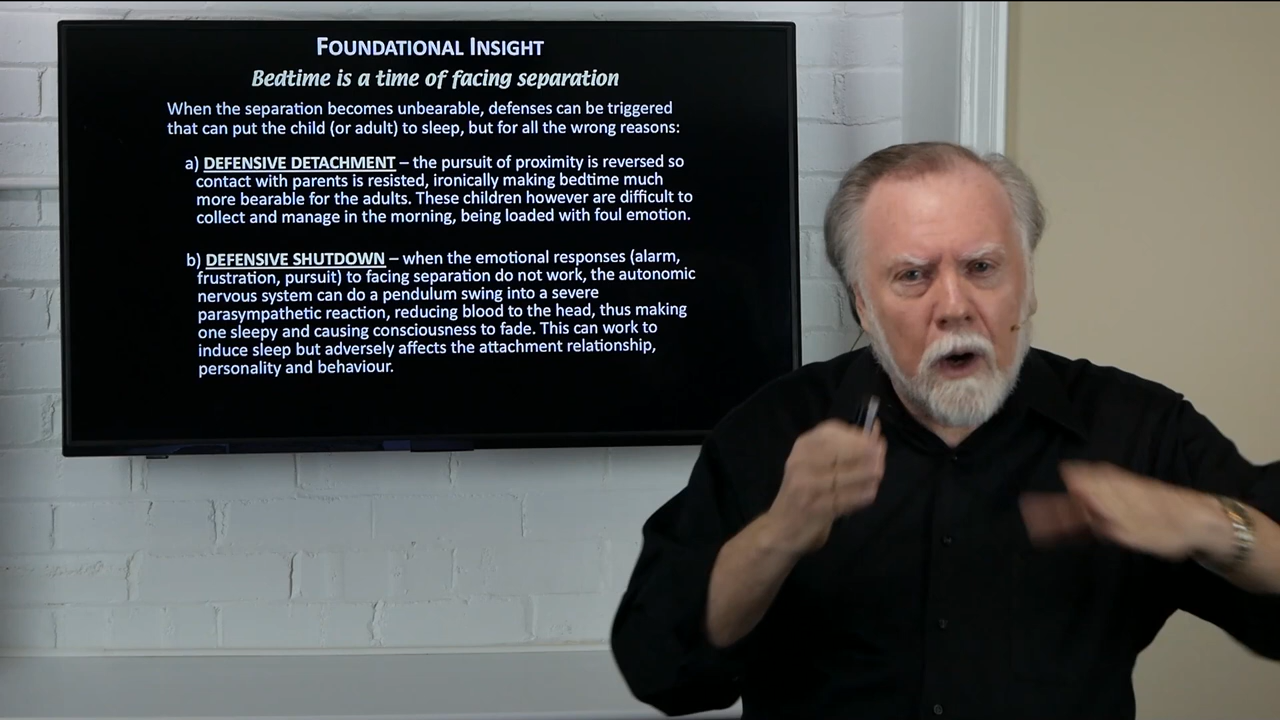 FOUNDATIONAL INSIGHT
Bedtime is a time of facing separation
When the separation becomes unbearable, defenses can be triggered
that can put the child (or adult) to sleep, but for all the wrong reasons:
a) DEFENSIVE DETACHMENT – the pursuit of proximity is reversed so
contact with parents is resisted, ironically making bedtime much
more bearable for the adults. These children however are difficult to
collect and manage in the morning, being loaded with foul emotion.
b) DEFENSIVE SHUTDOWN – when the emotional responses (alarm,
frustration, pursuit) to facing separation do not work, the autonomic
nervous system can do a pendulum swing into a severe
parasympathetic reaction, reducing blood to the head, thus making
one sleepy and causing consciousness to fade. This can work to
induce sleep but adversely affects the attachment relationship,
personality and behaviour.